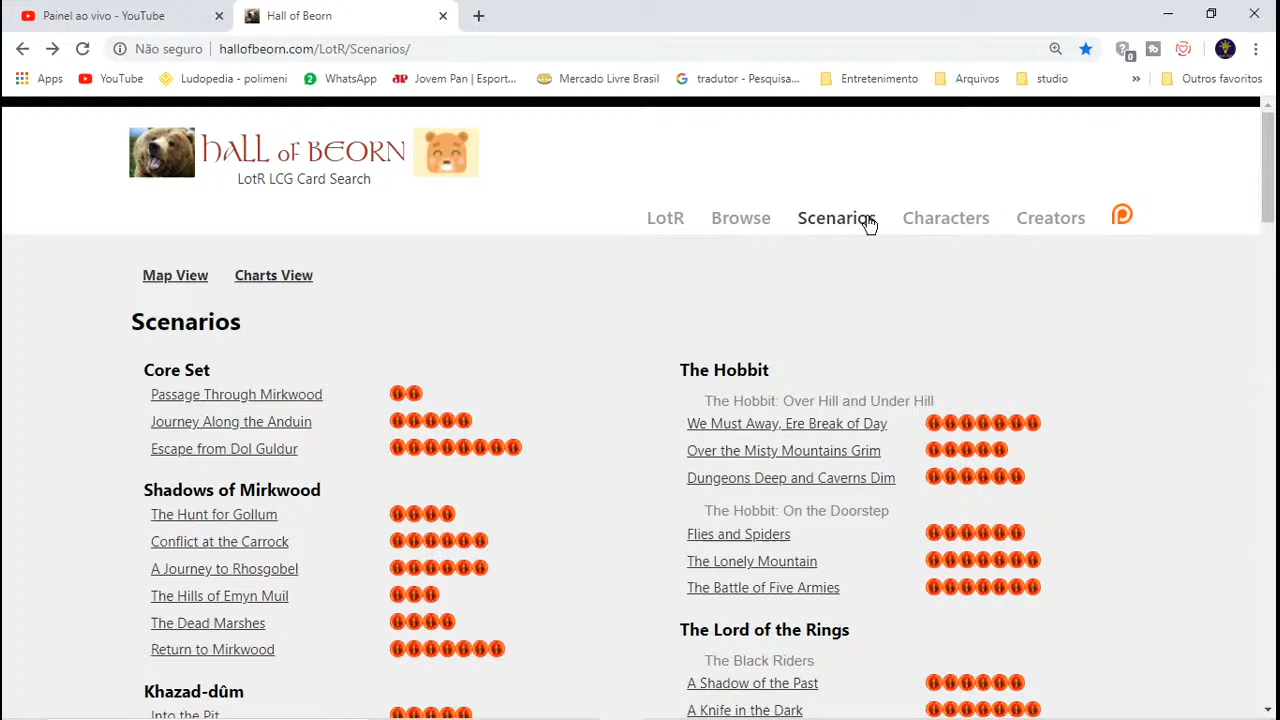 Painel ao vivo - YouTube
Hall of Beorn
Não seguro
hallofbeorn.com/LotR/Scenarios/
0
Apps
YouTube
Ludopedia - polimeni
2
WhatsApp
JP
Jovem Pan | Esport...
Mercado Livre Brasil
tradutor - Pesquisa...
Entretenimento
Arquivos
studio
»
Outros favoritos
HALL OF BEORN
LotR LCG Card Search
LotR
Browse
Scenarios
Characters
Creators
Map View
Charts View
Scenarios
Core Set
Passage Through Mirkwood
Journey Along the Anduin
Escape from Dol Guldur
Shadows of Mirkwood
The Hunt for Gollum
Conflict at the Carrock
A Journey to Rhosgobel
The Hills of Emyn Muil
The Dead Marshes
Return to Mirkwood
Khazad-dûm
Into the Pit
The Hobbit
The Hobbit: Over Hill and Under Hill
We Must Away, Ere Break of Day
Over the Misty Mountains Grim
Dungeons Deep and Caverns Dim
The Hobbit: On the Doorstep
Flies and Spiders
The Lonely Mountain
The Battle of Five Armies
The Lord of the Rings
The Black Riders
A Shadow of the Past
A Knife in the Dark